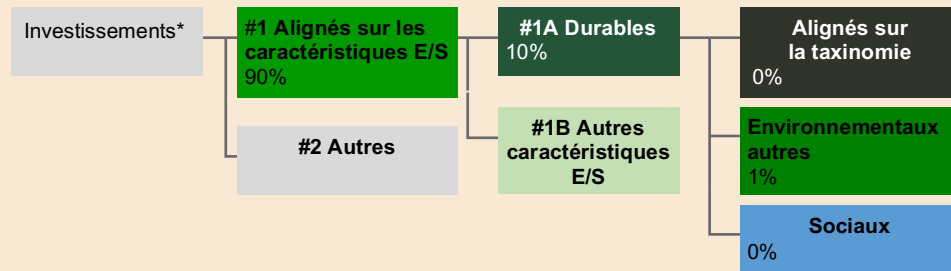 Investissements*
#1 Alignés sur les
caractéristiques E/S
90%
#2 Autres
#1A Durables
10%
#1B Autres
caractéristiques
E/S
Alignés sur
la taxinomie
0%
Environnementaux
autres
1%
Sociaux
0%